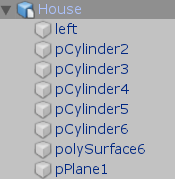 House
left
pCylinder2
pCylinder3
pCylinder4
pCylinder5
pCylinder6
polySurface6
pPlane1